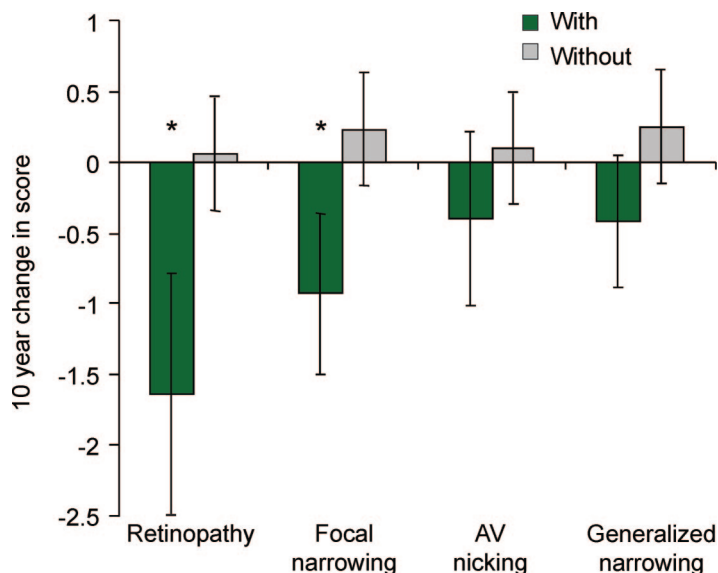 With
Without
1
0.5
0
-0.5
-1
-1.5
-2
-2.5
10 year change in score
*
*
Retinopathy
Focal
narrowing
AV
nicking
Generalized
narrowing